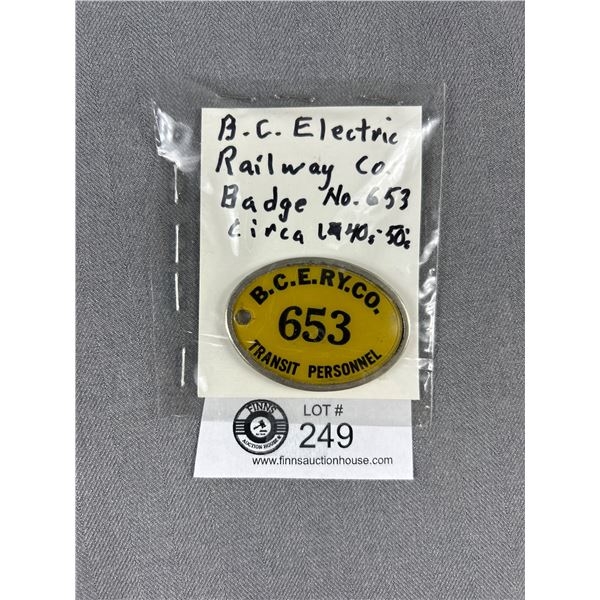 B.C. Electric
Railway Co.
Badge No. 653
Circa 40s-50s
B.C.E.RY.CO.
653
TRANSIT PERSONNEL
FINNS
AUCTION HOUSE
LOT #
249
www.finnsauctionhouse.com